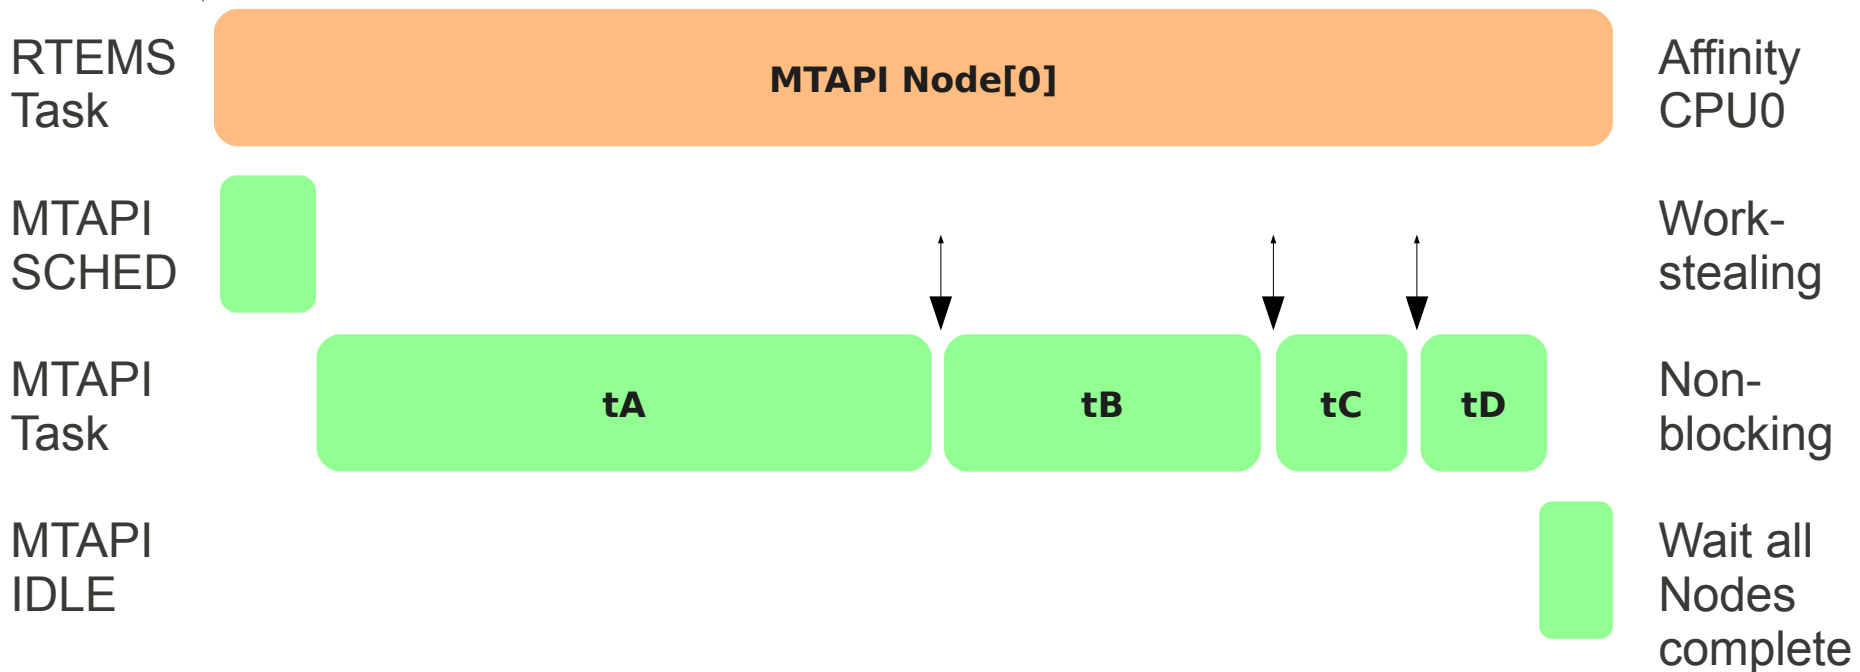 RTEMS
Task
MTAPI Node[0]
Affinity
CPU0
MTAPI
SCHED
Work-
stealing
MTAPI
Task
tA
tB
tC
tD
Non-
blocking
MTAPI
IDLE
Wait all
Nodes
complete